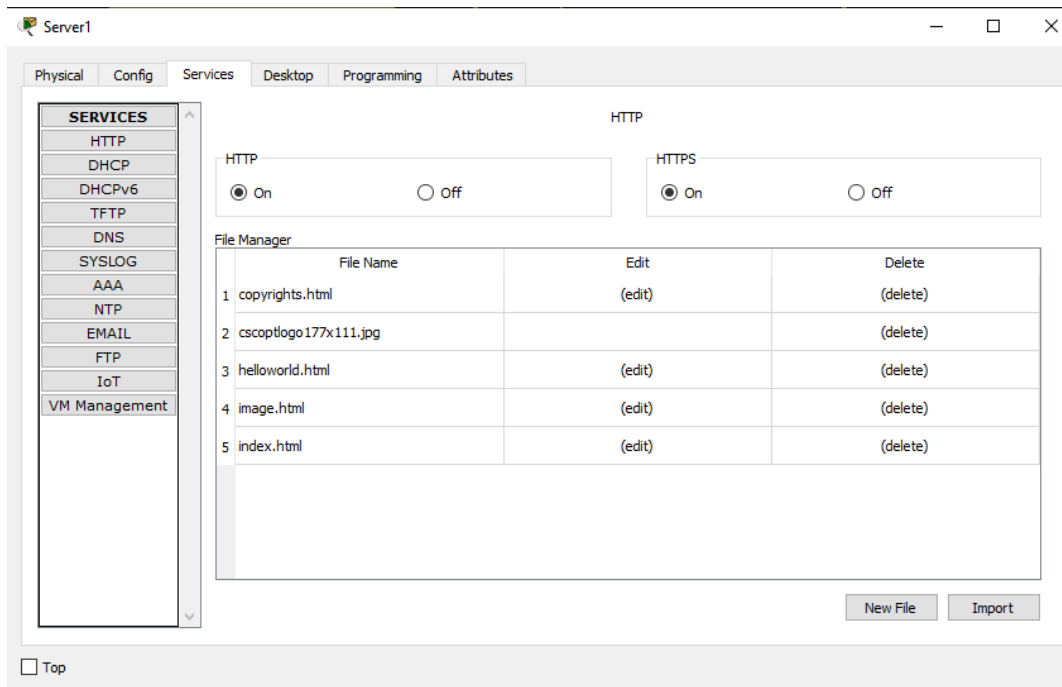 Server1
Physical Config Services Desktop Programming Attributes
SERVICES
HTTP
DHCP
DHCPv6
TFTP
DNS
SYSLOG
AAA
NTP
EMAIL
FTP
IoT
VM Management
HTTP
HTTP
On Off
HTTPS
On Off
File Manager
File Name Edit Delete
1 copyrights.html (edit) (delete)
2 cscoptlogo177x111.jpg (delete)
3 helloworld.html (edit) (delete)
4 image.html (edit) (delete)
5 index.html (edit) (delete)
New File Import
Top